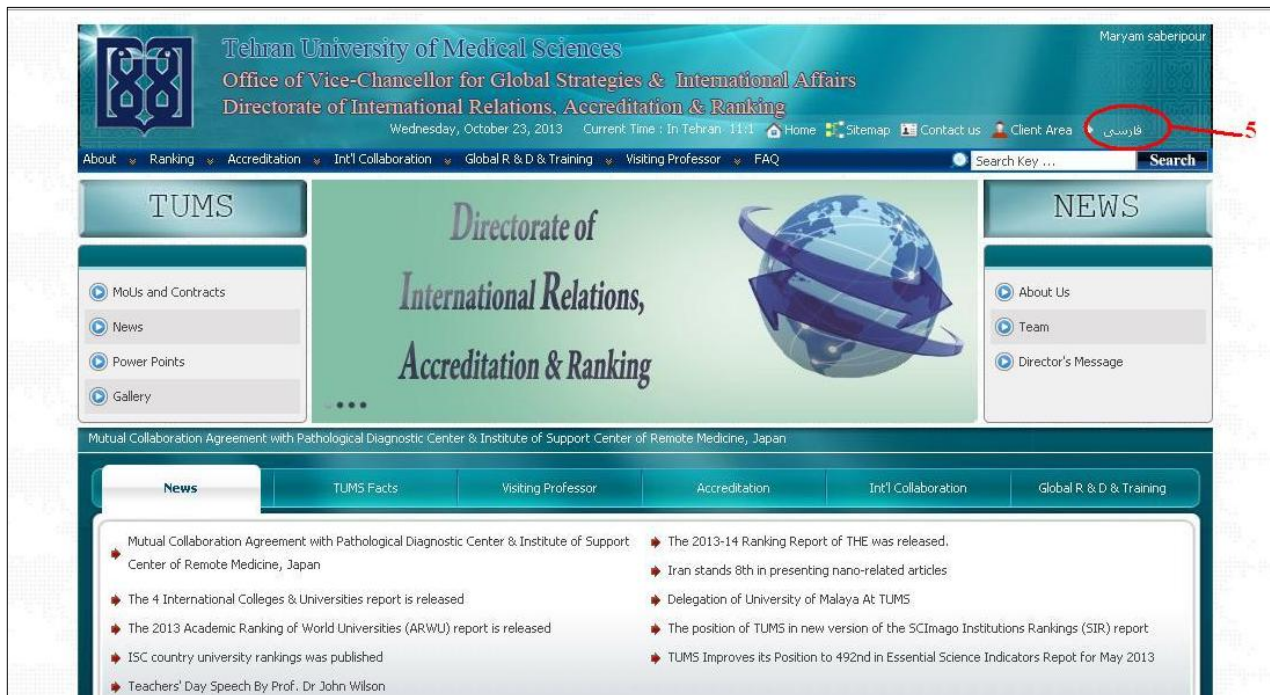 Maryam saberipour
Tehran University of Medical Sciences
Office of Vice-Chancellor for Global Strategies & International Affairs
Directorate of International Relations, Accreditation & Ranking
Wednesday, October 23, 2013 Current Time : In Tehran 11:1 Home Sitemap Contact us Client Area فارسی
5
About Ranking Accreditation Int'l Collaboration Global R & D & Training Visiting Professor FAQ Search Key ... Search
TUMS
MoUs and Contracts
News
Power Points
Gallery
Directorate of
International Relations,
Accreditation & Ranking
NEWS
About Us
Team
Director's Message
Mutual Collaboration Agreement with Pathological Diagnostic Center & Institute of Support Center of Remote Medicine, Japan
News TUMS Facts Visiting Professor Accreditation Int'l Collaboration Global R & D & Training
Mutual Collaboration Agreement with Pathological Diagnostic Center & Institute of Support
Center of Remote Medicine, Japan
The 4 International Colleges & Universities report is released
The 2013 Academic Ranking of World Universities (ARWU) report is released
ISC country university rankings was published
Teachers' Day Speech By Prof. Dr John Wilson
The 2013-14 Ranking Report of THE was released.
Iran stands 8th in presenting nano-related articles
Delegation of University of Malaya At TUMS
The position of TUMS in new version of the SCImago Institutions Rankings (SIR) report
TUMS Improves its Position to 492nd in Essential Science Indicators Repot for May 2013